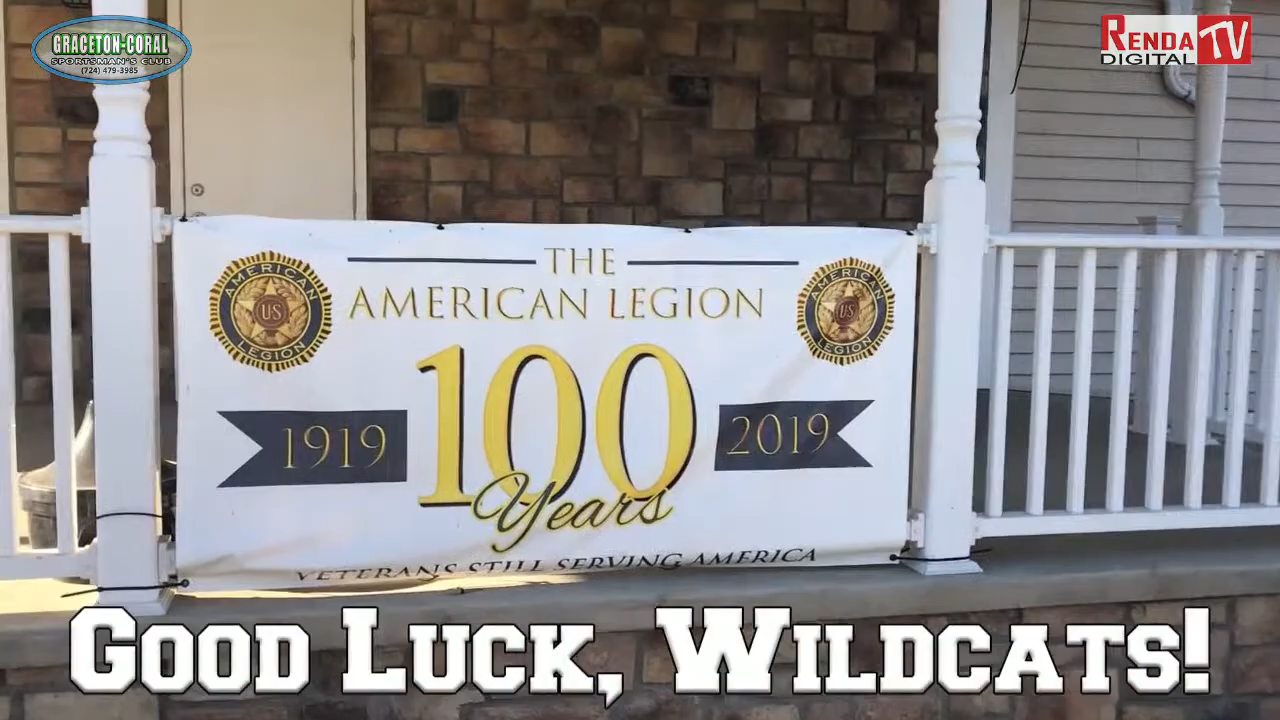 GRACETON-CORAL
SPORTSMAN'S CLUB
(724) 479-3985
RENDA TV
DIGITAL
THE
AMERICAN LEGION
AMERICAN
US
LEGION
AMERICAN
US
LEGION
100
1919
2019
Years
VETERANS STILL SERVING AMERICA
GOOD LUCK, WILDCATS!